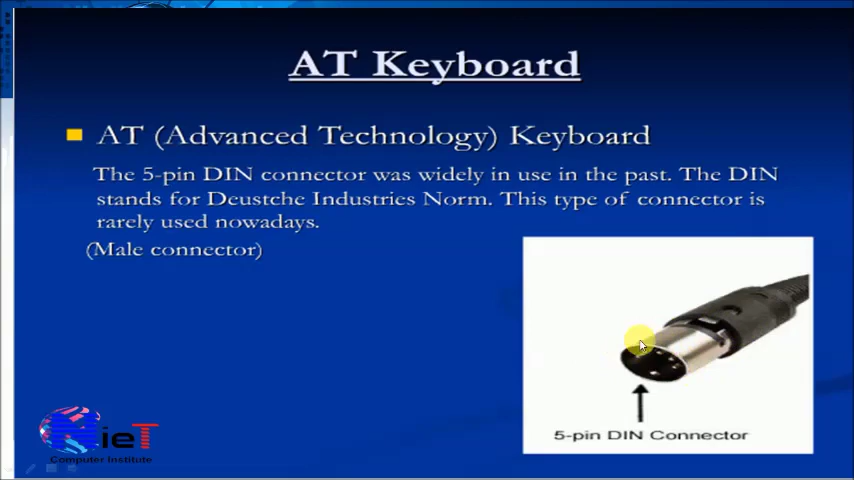 AT Keyboard
AT (Advanced Technology) Keyboard
The 5-pin DIN connector was widely in use in the past. The DIN
stands for Deustche Industries Norm. This type of connector is
rarely used nowadays.
(Male connector)
5-pin DIN Connector
NieT
Computer Institute